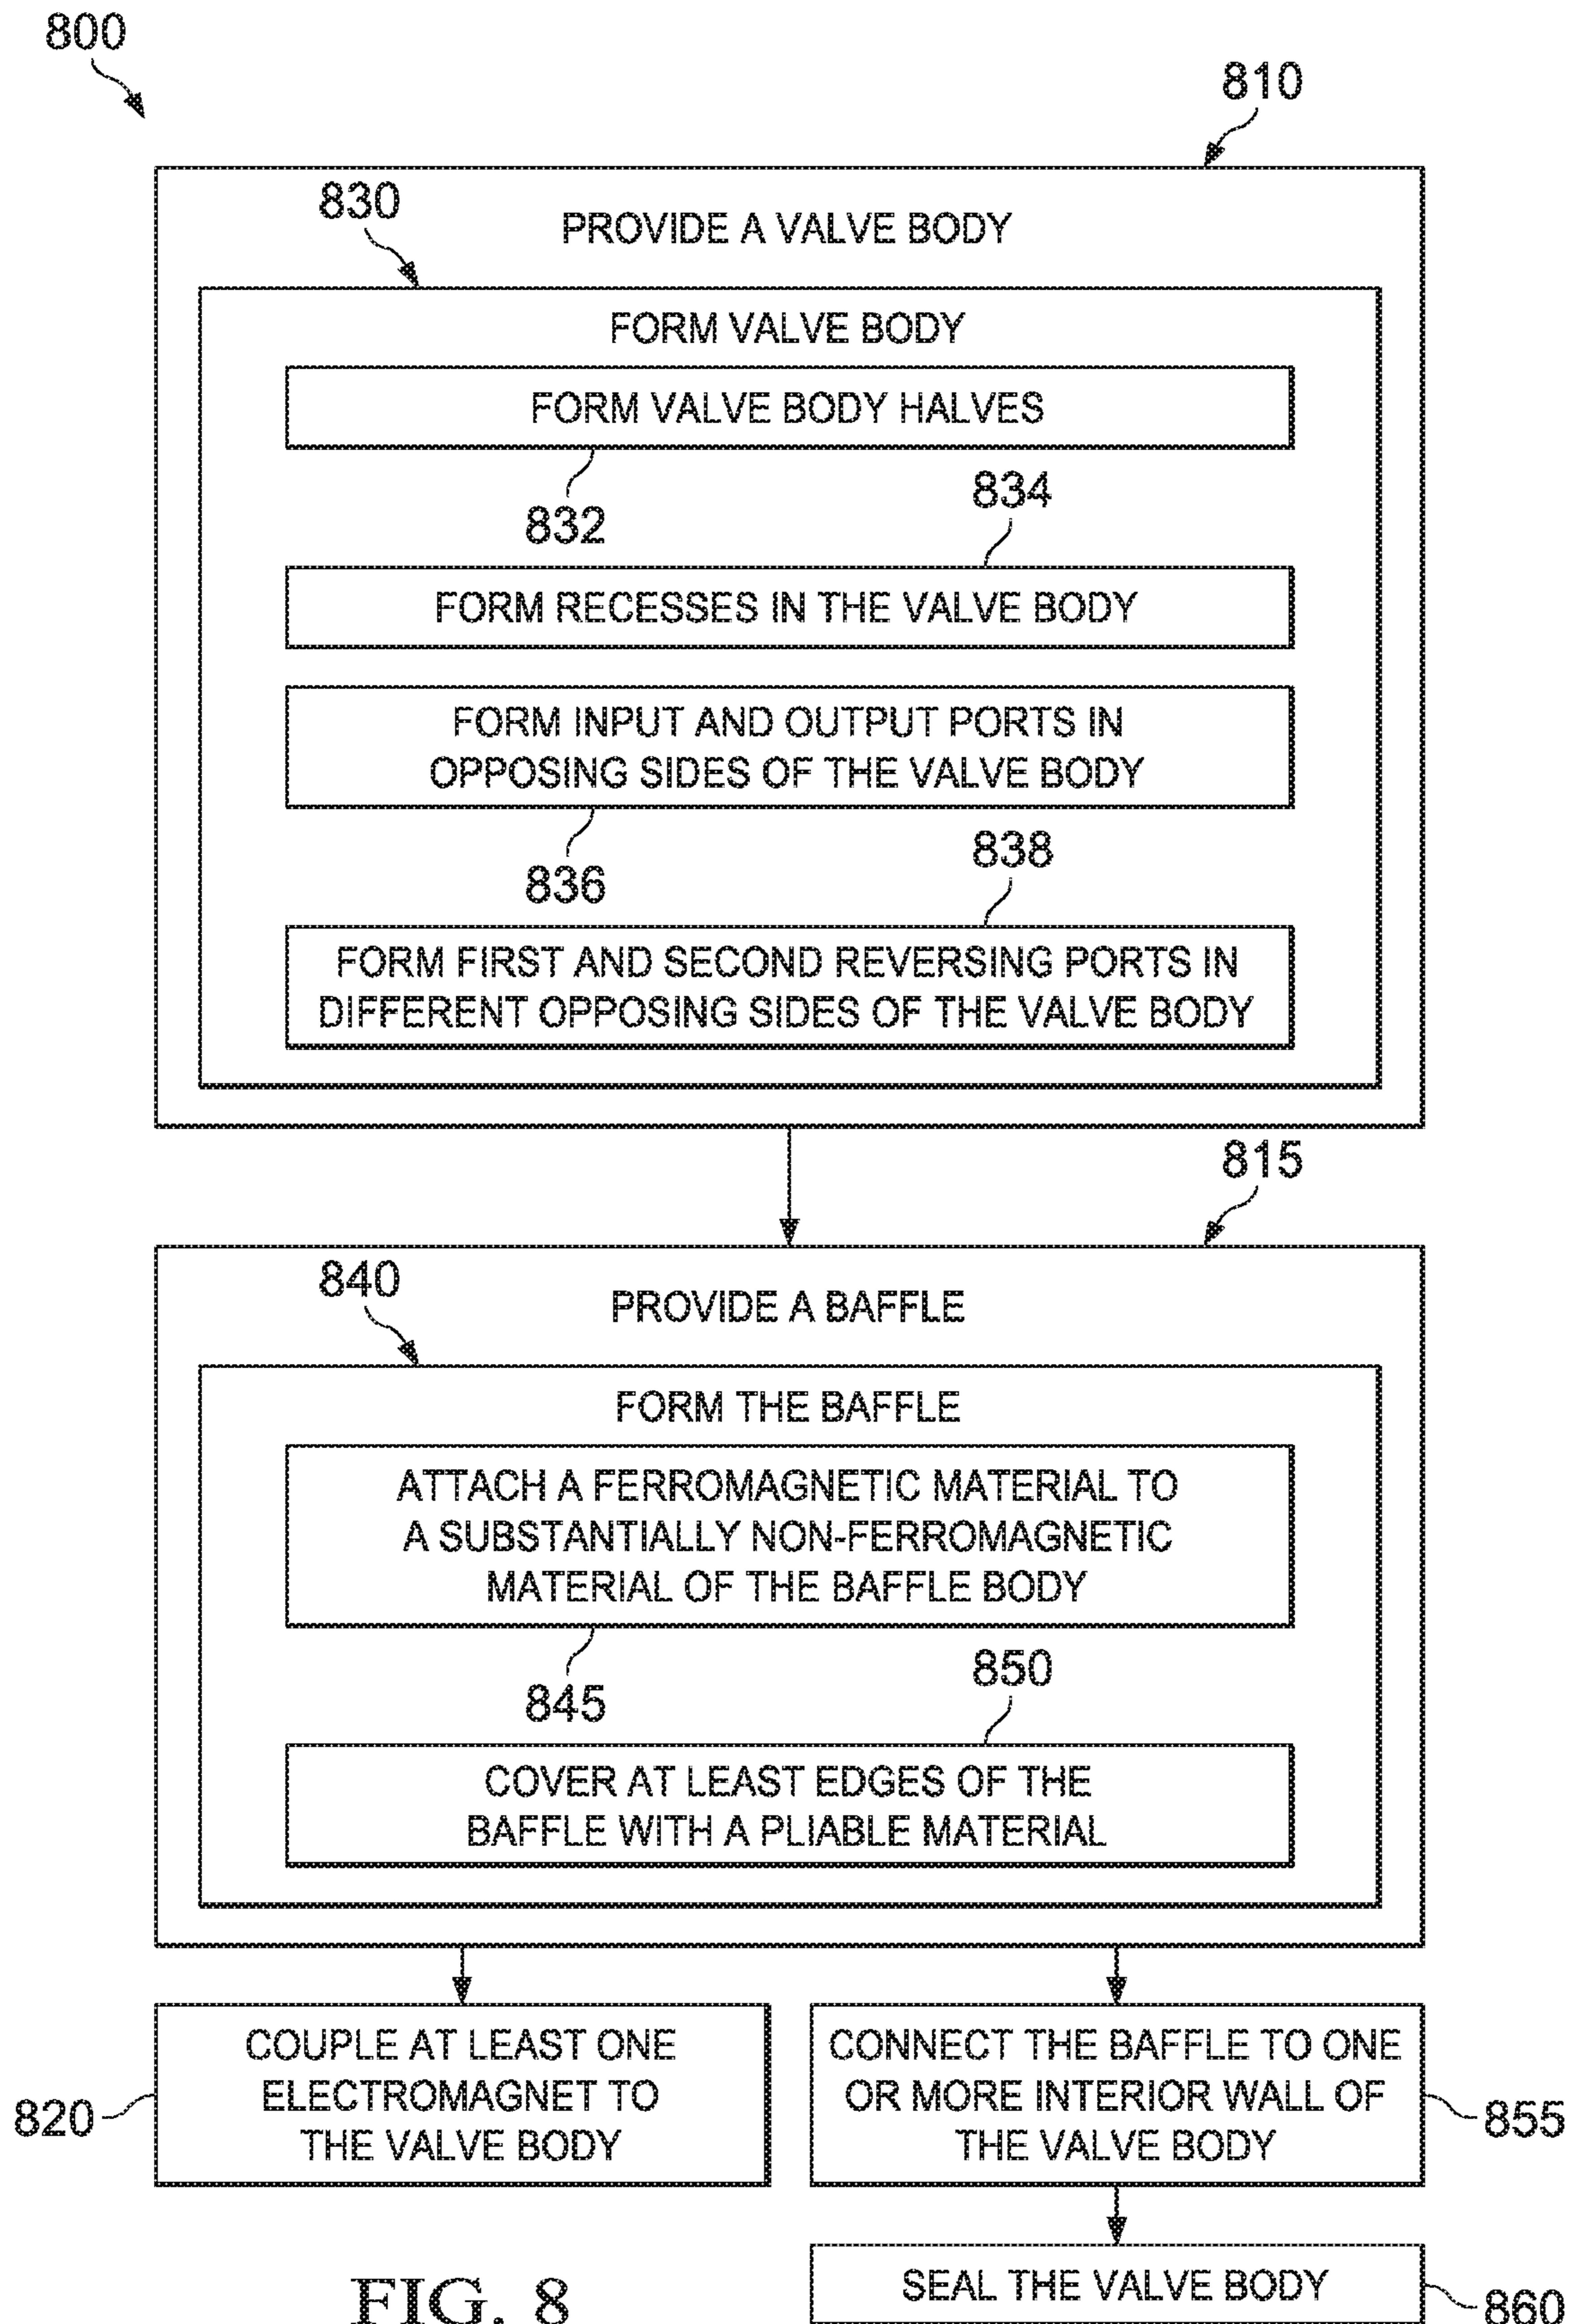 800
810
830
PROVIDE A VALVE BODY
FORM VALVE BODY
FORM VALVE BODY HALVES
832
834
FORM RECESSES IN THE VALVE BODY
FORM INPUT AND OUTPUT PORTS IN
OPPOSING SIDES OF THE VALVE BODY
836
838
FORM FIRST AND SECOND REVERSING PORTS IN
DIFFERENT OPPOSING SIDES OF THE VALVE BODY
815
840
PROVIDE A BAFFLE
FORM THE BAFFLE
ATTACH A FERROMAGNETIC MATERIAL TO
A SUBSTANTIALLY NON-FERROMAGNETIC
MATERIAL OF THE BAFFLE BODY
845
850
COVER AT LEAST EDGES OF THE
BAFFLE WITH A PLIABLE MATERIAL
COUPLE AT LEAST ONE
ELECTROMAGNET TO
THE VALVE BODY
820
CONNECT THE BAFFLE TO ONE
OR MORE INTERIOR WALL OF
THE VALVE BODY
855
SEAL THE VALVE BODY
860
FIG. 8